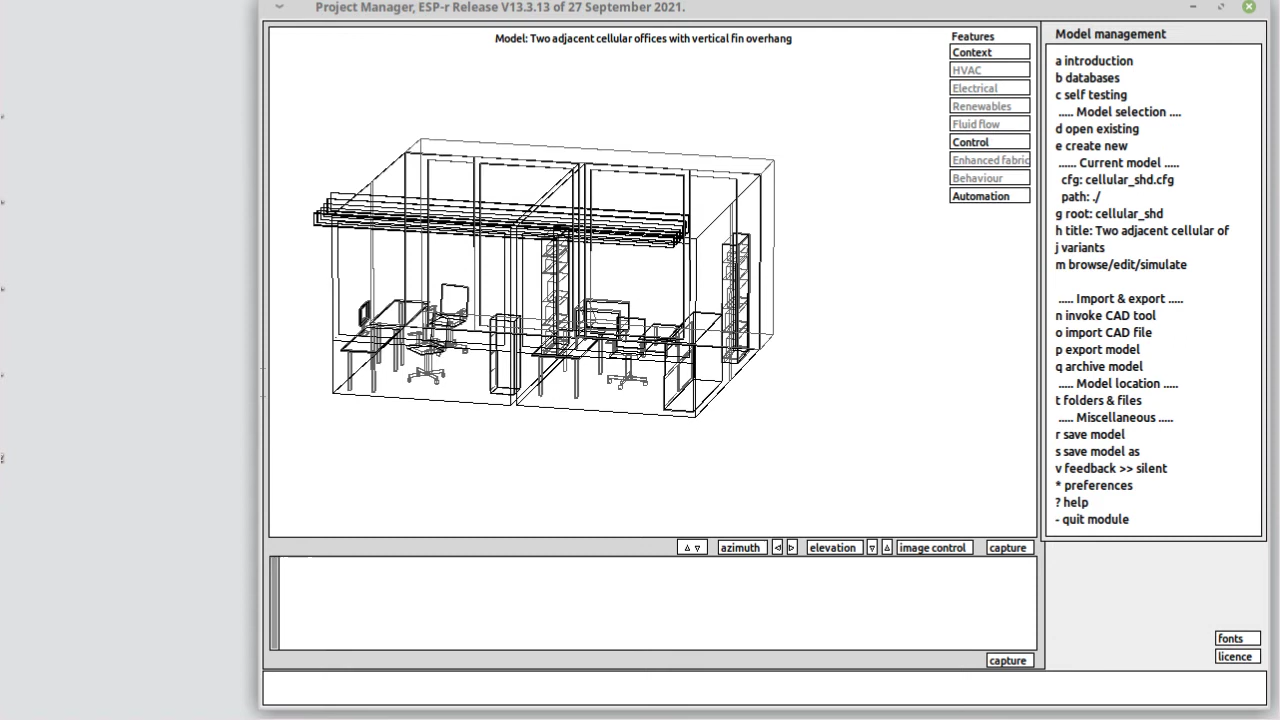 Project Manager, ESP-r Release V13.3.13 of 27 September 2021.
Model: Two adjacent cellular offices with vertical fin overhang
Features
Context
HVAC
Electrical
Renewables
Fluid flow
Control
Enhanced fabric
Behaviour
Automation
Model management
a introduction
b databases
c self testing
..... Model selection ....
d open existing
e create new
...... Current model .....
cfg: cellular_shd.cfg
path: ./
g root: cellular_shd
h title: Two adjacent cellular of
j variants
m browse/edit/simulate
..... Import & export .....
n invoke CAD tool
o import CAD file
p export model
q archive model
..... Model location .....
t folders & files
..... Miscellaneous .....
r save model
s save model as
v feedback >> silent
* preferences
? help
- quit module
azimuth
elevation
image control
capture
capture
fonts
licence